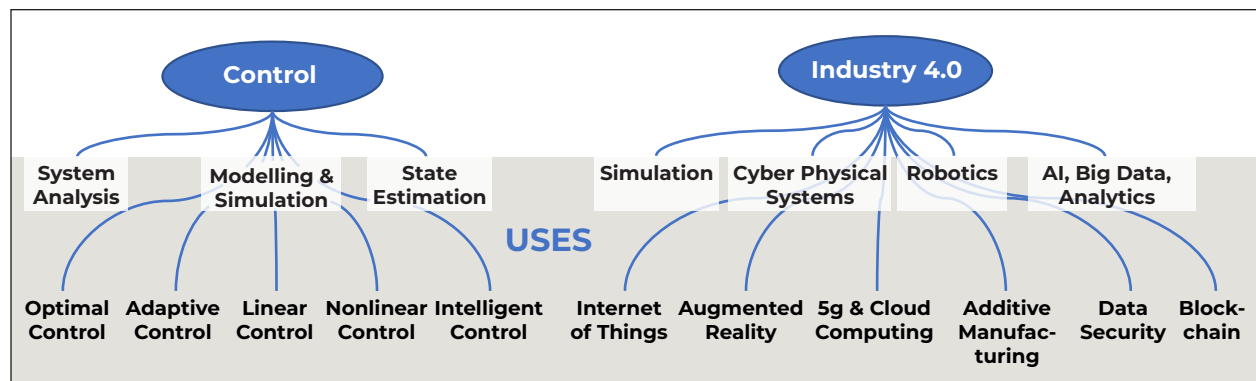 Control
Industry 4.0
System
Analysis
Modelling &
Simulation
State
Estimation
Simulation
Cyber Physical
Systems
Robotics
AI, Big Data,
Analytics
USES
Optimal
Control
Adaptive
Control
Linear
Control
Nonlinear
Control
Intelligent
Control
Internet
of Things
Augmented
Reality
5g & Cloud
Computing
Additive
Manufac-
turing
Data
Security
Block-
chain